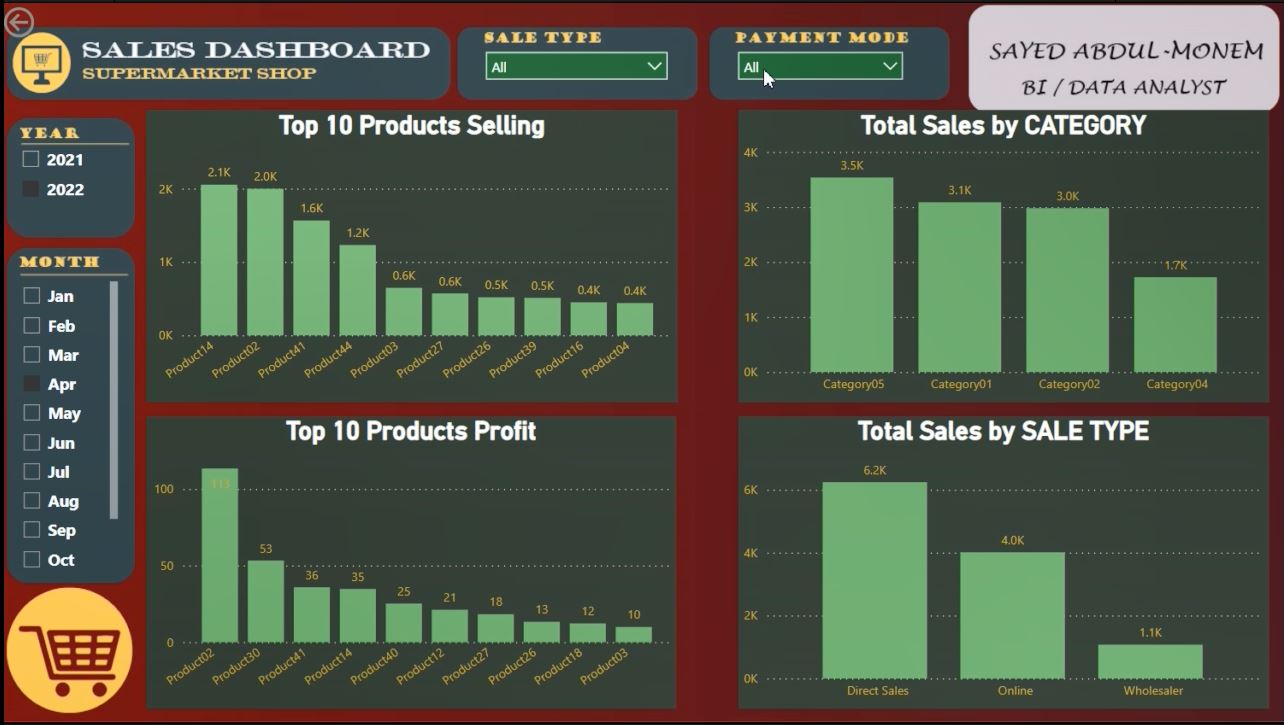 SALES DASHBOARD
SUPERMARKET SHOP
SALE TYPE
All
PAYMENT MODE
All
SAYED ABDUL-MONEM
BI / DATA ANALYST
YEAR
2021
2022
MONTH
Jan
Feb
Mar
Apr
May
Jun
Jul
Aug
Sep
Oct
Top 10 Products Selling
2K
1K
0K
2.1K
2.0K
1.6K
1.2K
0.6K
0.6K
0.5K
0.5K
0.4K
0.4K
Product14
Product02
Product41
Product44
Product03
Product27
Product26
Product39
Product16
Product04
Total Sales by CATEGORY
4K
3K
2K
1K
0K
3.5K
3.1K
3.0K
1.7K
Category05
Category01
Category02
Category04
Top 10 Products Profit
100
50
0
113
53
36
35
25
21
18
13
12
10
Product02
Product30
Product41
Product14
Product40
Product12
Product27
Product26
Product18
Product03
Total Sales by SALE TYPE
6K
4K
2K
0K
6.2K
4.0K
1.1K
Direct Sales
Online
Wholesaler